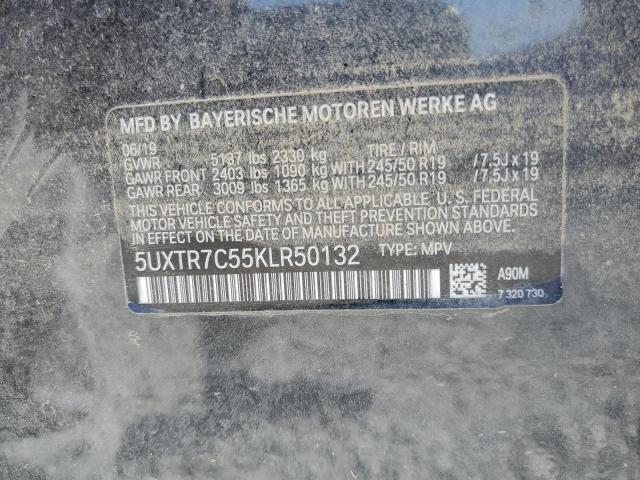 MFD BY BAYERISCHE MOTOREN WERKE AG
06/19 TIRE / RIM
GVWR 5137 lbs 2330 kg
GAWR FRONT 2403 lbs 1090 kg WITH 245/50 R19 /7.5J x 19
GAWR REAR: 3009 lbs 1365 kg WITH 245/50 R19 /7.5J x 19
THIS VEHICLE CONFORMS TO ALL APPLICABLE U. S. FEDERAL
MOTOR VEHICLE SAFETY AND THEFT PREVENTION STANDARDS
IN EFFECT ON THE DATE OF MANUFACTURE SHOWN ABOVE.
5UXTR7C55KLR50132 TYPE: MPV
A90M
7 320 730